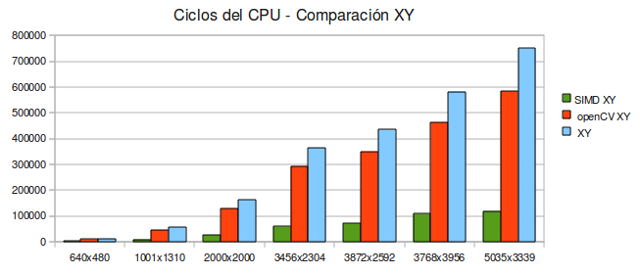 Ciclos del CPU - Comparación XY
800000
700000
600000
500000
400000
300000
200000
100000
0
640x480 1001x1310 2000x2000 3456x2304 3872x2592 3768x3956 5035x3339
SIMD XY
openCV XY
XY